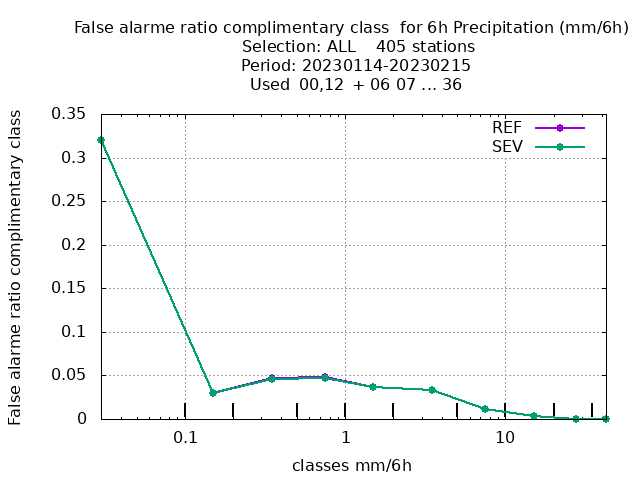 False alarme ratio complimentary class  for 6h Precipitation (mm/6h)
Selection: ALL    405 stations
Period: 20230114-20230215
Used  00,12  + 06 07 ... 36
False alarme ratio complimentary class
0.35
0.3
0.25
0.2
0.15
0.1
0.05
0
REF
SEV
0.1
1
10
classes mm/6h